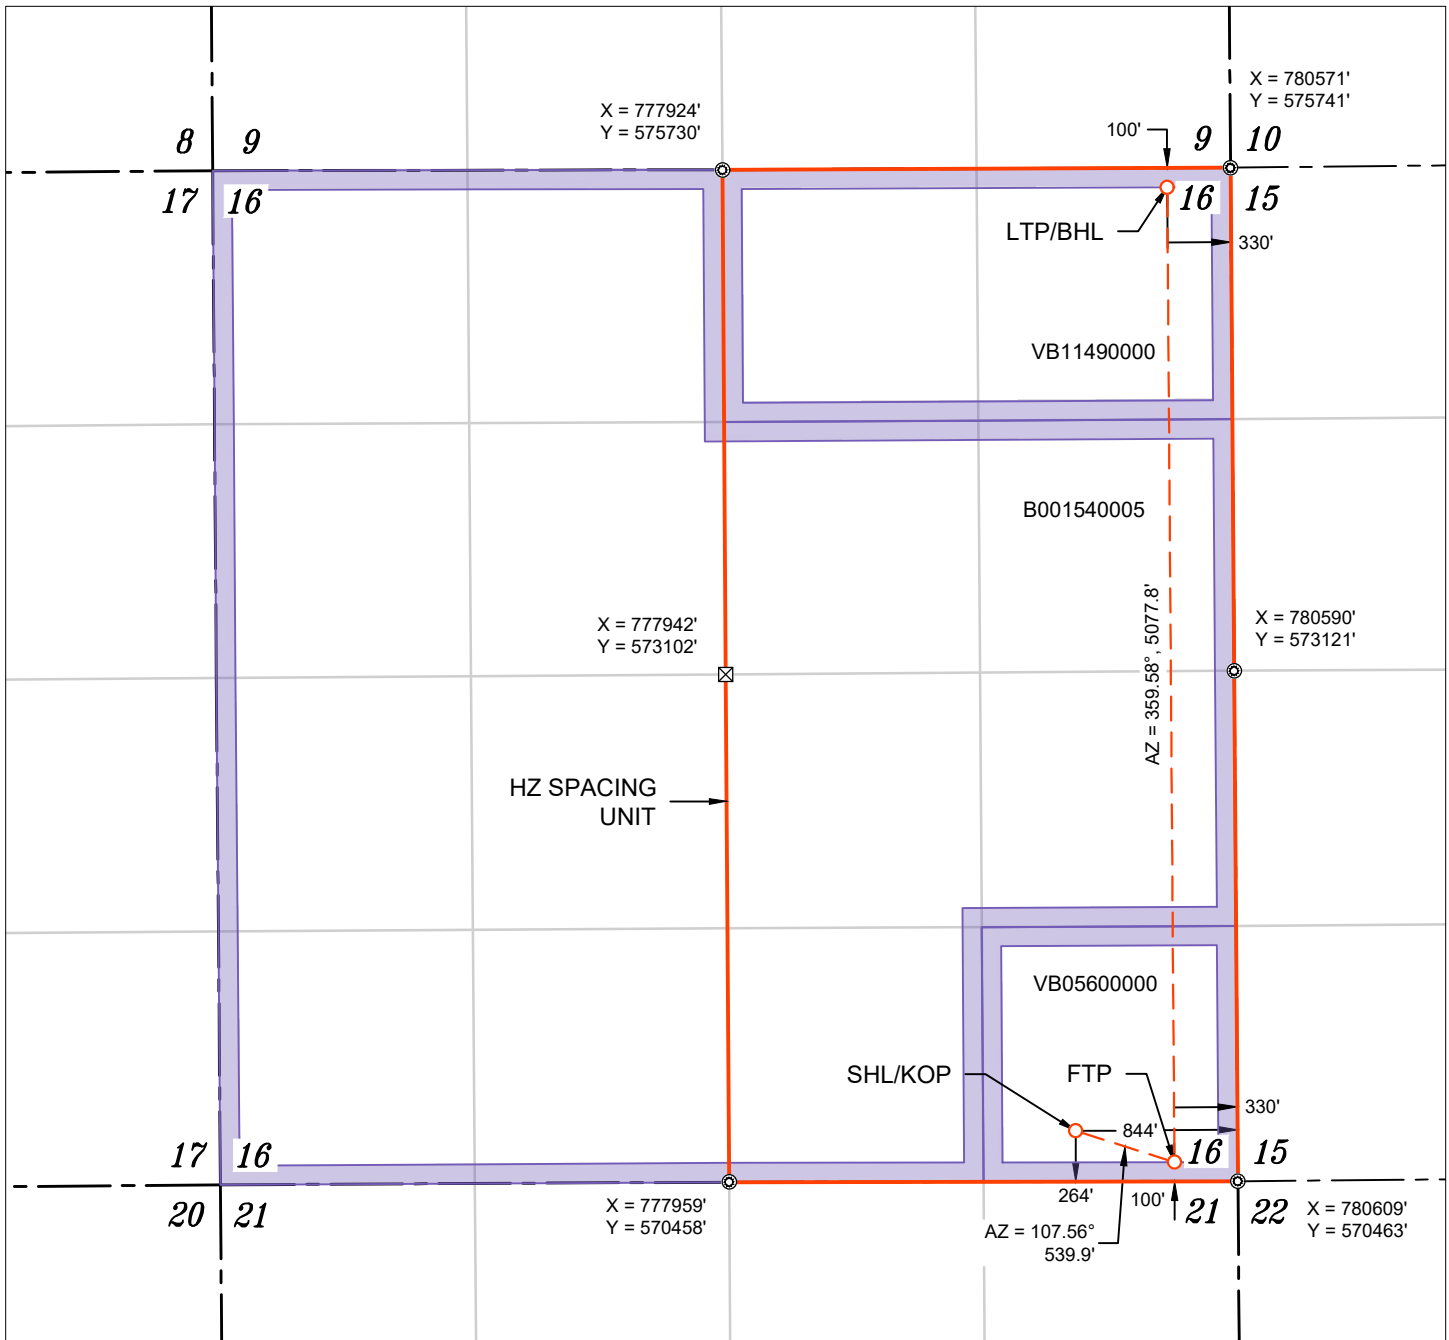 X = 780571'
Y = 575741'
X = 777924'
Y = 575730'
100'
8 9
9 10
17 16
16 15
LTP/BHL
330'
VB11490000
B001540005
AZ = 359.58°, 5077.8'
X = 777942'
Y = 573102'
X = 780590'
Y = 573121'
HZ SPACING
UNIT
VB05600000
SHL/KOP
FTP
330'
844'
17 16
16 15
264'
100'
20 21
21 22
X = 777959'
Y = 570458'
X = 780609'
Y = 570463'
AZ = 107.56°
539.9'